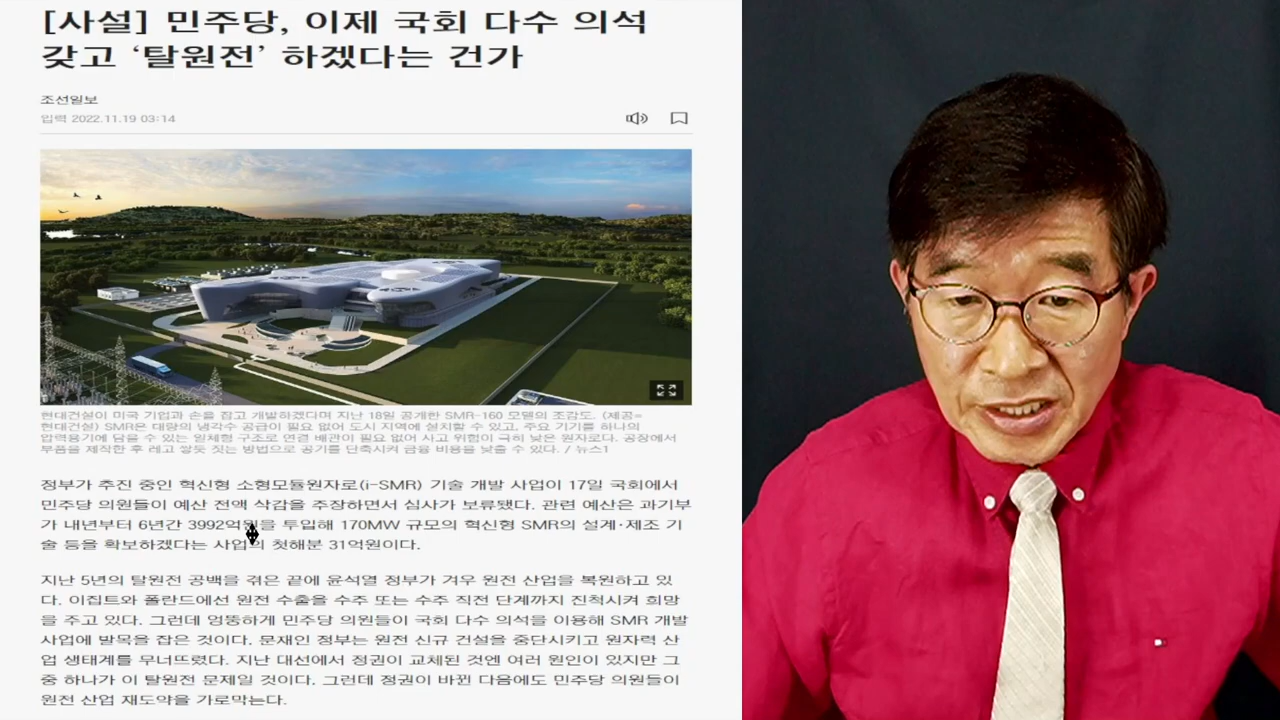 [사설] 민주당, 이제 국회 다수 의석
갖고 ‘탈원전’ 하겠다는 건가
조선일보
입력 2022.11.19 03:14
현대건설이 미국 기업과 손을 잡고 개발하겠다며 지난 18일 공개한 SMR-160 모델의 조감도. (제공=
현대건설) SMR은 대량의 냉각수 공급이 필요 없어 도시 지역에 설치할 수 있고, 주요 기기를 하나의
압력용기에 담을 수 있는 일체형 구조로 연결 배관이 필요 없어 사고 위험이 극히 낮은 원자로다. 공장에서
부품을 제작한 후 레고 쌓듯 짓는 방법으로 공기를 단축시켜 금융 비용을 낮출 수 있다. / 뉴스1
정부가 추진 중인 혁신형 소형모듈원자로(i-SMR) 기술 개발 사업이 17일 국회에서
민주당 의원들이 예산 전액 삭감을 주장하면서 심사가 보류됐다. 관련 예산은 과기부
가 내년부터 6년간 3992억원을 투입해 170MW 규모의 혁신형 SMR의 설계·제조 기
술 등을 확보하겠다는 사업의 첫해분 31억원이다.
지난 5년의 탈원전 공백을 겪은 끝에 윤석열 정부가 겨우 원전 산업을 복원하고 있
다. 이집트와 폴란드에선 원전 수출을 수주 또는 수주 직전 단계까지 진척시켜 희망
을 주고 있다. 그런데 엉뚱하게 민주당 의원들이 국회 다수 의석을 이용해 SMR 개발
사업에 발목을 잡은 것이다. 문재인 정부는 원전 신규 건설을 중단시키고 원자력 산
업 생태계를 무너뜨렸다. 지난 대선에서 정권이 교체된 것엔 여러 원인이 있지만 그
중 하나가 이 탈원전 문제일 것이다. 그런데 정권이 바뀐 다음에도 민주당 의원들이
원전 산업 재도약을 가로막는다.